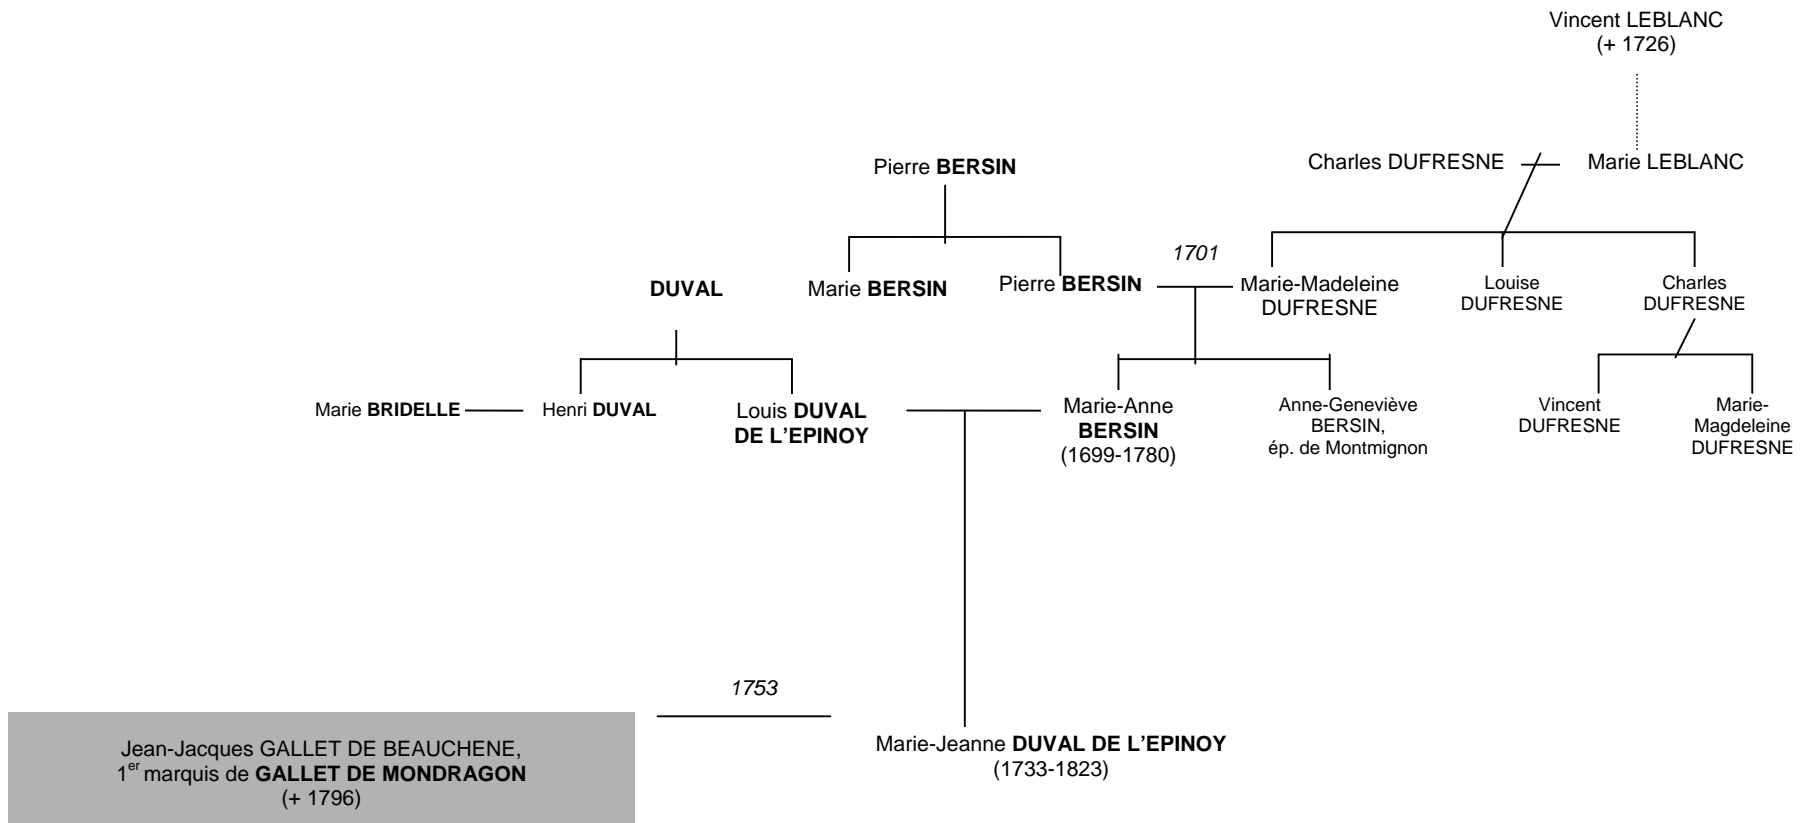 Vincent LEBLANC
(+ 1726)
Pierre BERSIN
Charles DUFRESNE
Marie LEBLANC
1701
DUVAL
Marie BERSIN
Pierre BERSIN
Marie-Madeleine
DUFRESNE
Louise
DUFRESNE
Charles
DUFRESNE
Marie BRIDELLE
Henri DUVAL
Louis DUVAL
DE L’EPINOY
Marie-Anne
BERSIN
(1699-1780)
Anne-Geneviève
BERSIN,
ép. de Montmignon
Vincent
DUFRESNE
Marie-
Magdeleine
DUFRESNE
1753
Jean-Jacques GALLET DE BEAUCHENE,
1er marquis de GALLET DE MONDRAGON
(+ 1796)
Marie-Jeanne DUVAL DE L’EPINOY
(1733-1823)